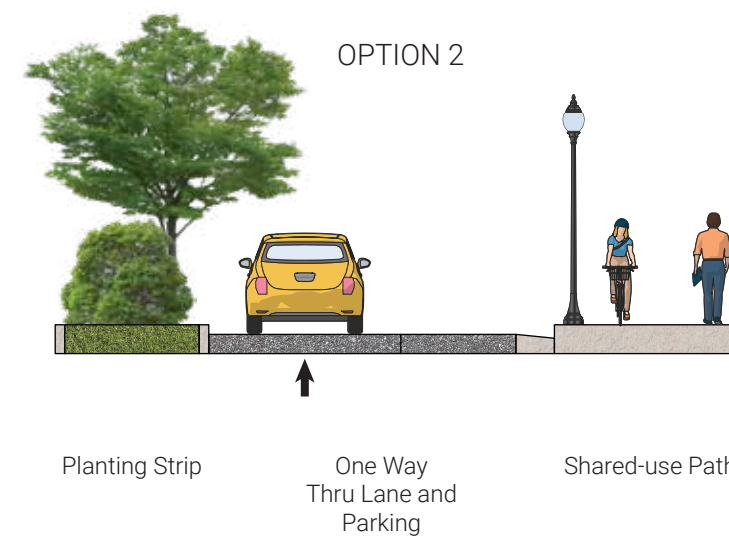 OPTION 2
Planting Strip
One Way
Thru Lane and
Parking
Shared-use Path